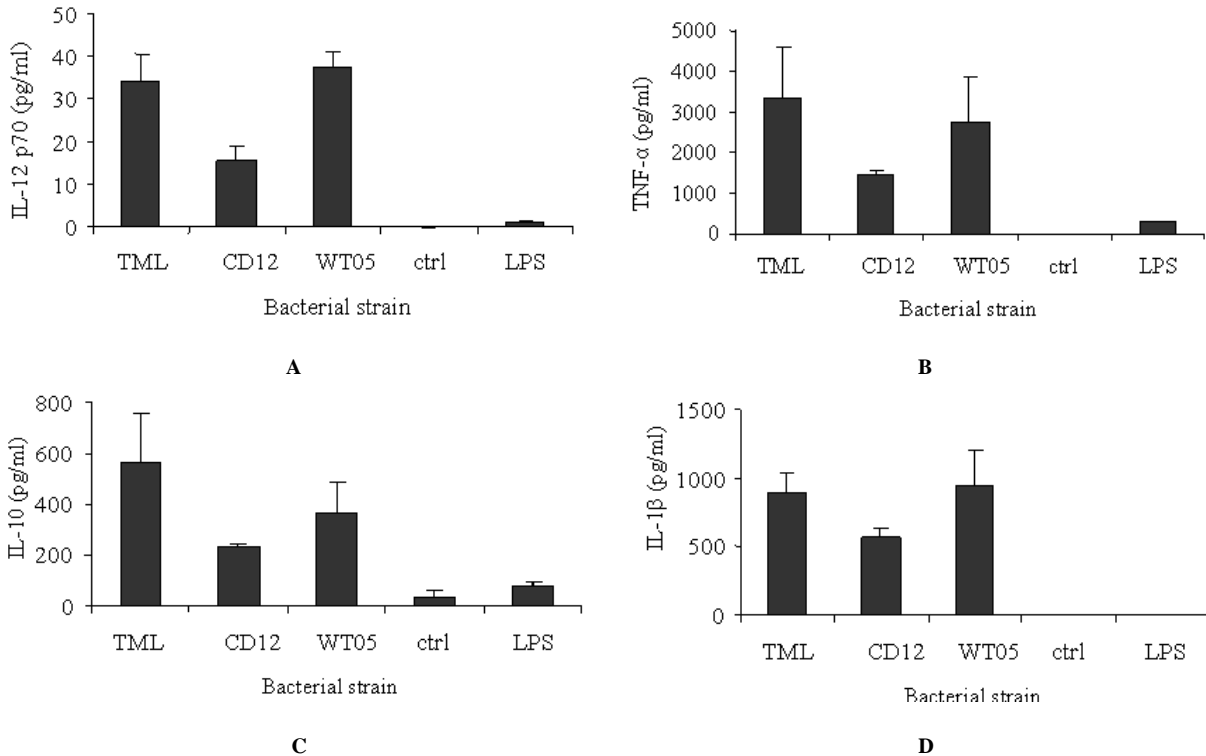 50
40
30
20
10
0
IL-12 p70 (pg/ml)
TML CD12 WT05 ctrl LPS
Bacterial strain
A
5000
4000
3000
2000
1000
0
TNF-α (pg/ml)
TML CD12 WT05 ctrl LPS
Bacterial strain
B
800
600
400
200
0
IL-10 (pg/ml)
TML CD12 WT05 ctrl LPS
Bacterial strain
C
1500
1000
500
0
IL-1β (pg/ml)
TML CD12 WT05 ctrl LPS
Bacterial strain
D